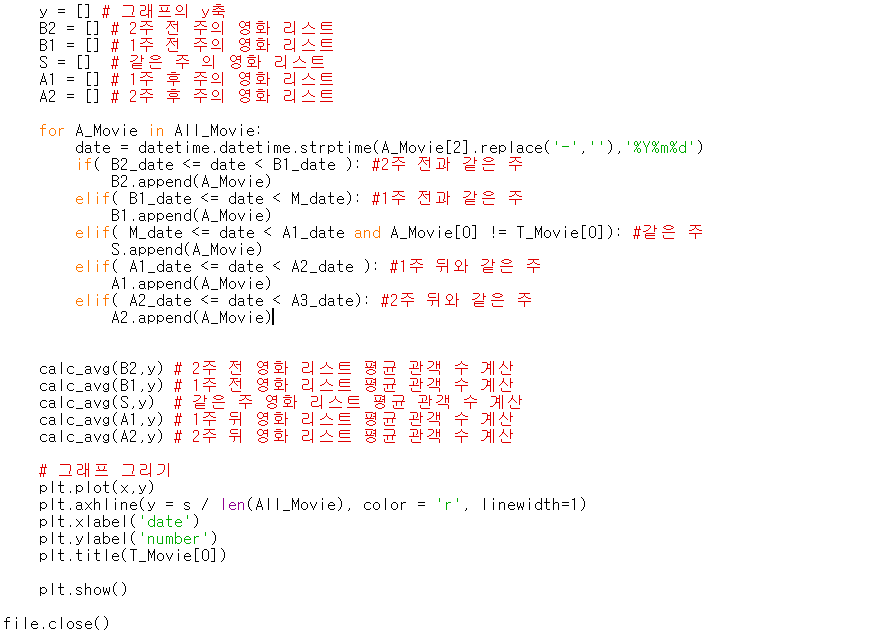 y = [] # 그래프의 y축
B2 = [] # 2주 전 주의 영화 리스트
B1 = [] # 1주 전 주의 영화 리스트
S = []  # 같은 주 의 영화 리스트
A1 = [] # 1주 후 주의 영화 리스트
A2 = [] # 2주 후 주의 영화 리스트
for A_Movie in All_Movie:
date = datetime.datetime.strptime(A_Movie[2].replace('-',''),'%Y%m%d')
if( B2_date <= date < B1_date ): #2주 전과 같은 주
B2.append(A_Movie)
elif( B1_date <= date < M_date): #1주 전과 같은 주
B1.append(A_Movie)
elif( M_date <= date < A1_date and A_Movie[0] != T_Movie[0]): #같은 주
S.append(A_Movie)
elif( A1_date <= date < A2_date ): #1주 뒤와 같은 주
A1.append(A_Movie)
elif( A2_date <= date < A3_date): #2주 뒤와 같은 주
A2.append(A_Movie)
calc_avg(B2,y) # 2주 전 영화 리스트 평균 관객 수 계산
calc_avg(B1,y) # 1주 전 영화 리스트 평균 관객 수 계산
calc_avg(S,y)  # 같은 주 영화 리스트 평균 관객 수 계산
calc_avg(A1,y) # 1주 뒤 영화 리스트 평균 관객 수 계산
calc_avg(A2,y) # 2주 뒤 영화 리스트 평균 관객 수 계산
# 그래프 그리기
plt.plot(x,y)
plt.axhline(y = s / len(All_Movie), color = 'r', linewidth=1)
plt.xlabel('date')
plt.ylabel('number')
plt.title(T_Movie[0])
plt.show()
file.close()